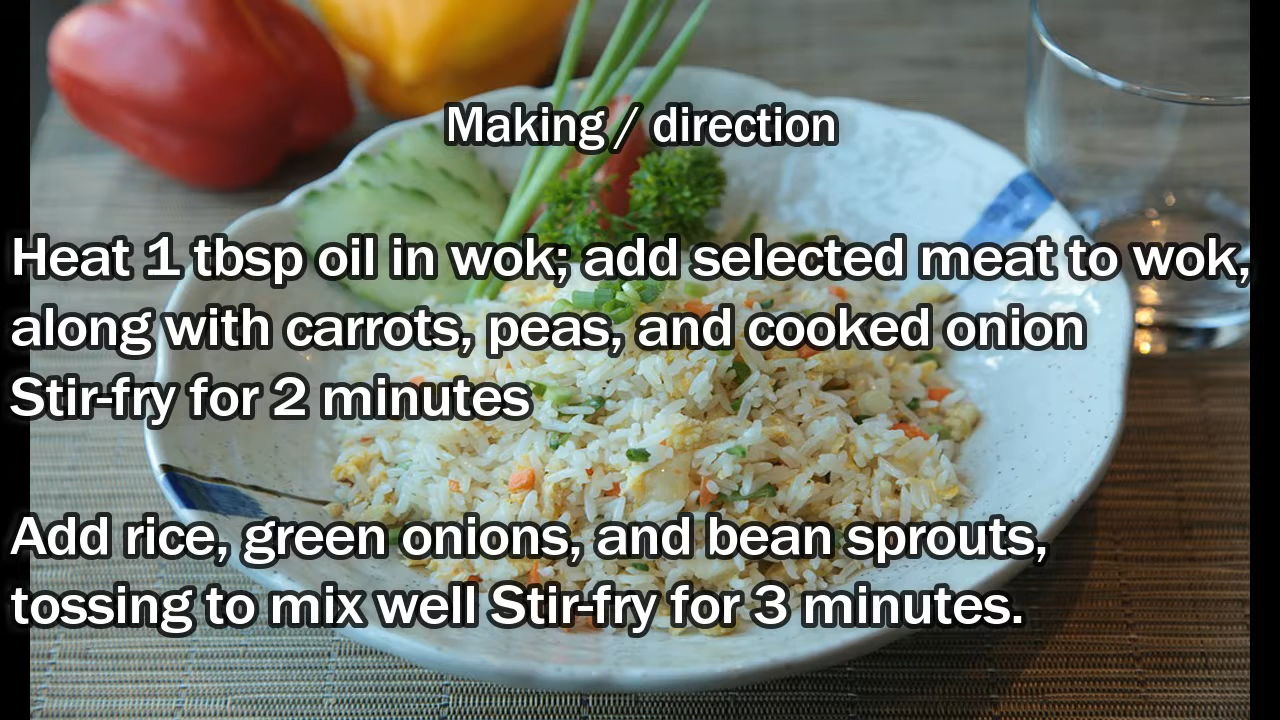 Making / direction
Heat 1 tbsp oil in wok; add selected meat to wok,
along with carrots, peas, and cooked onion
Stir-fry for 2 minutes
Add rice, green onions, and bean sprouts,
tossing to mix well Stir-fry for 3 minutes.